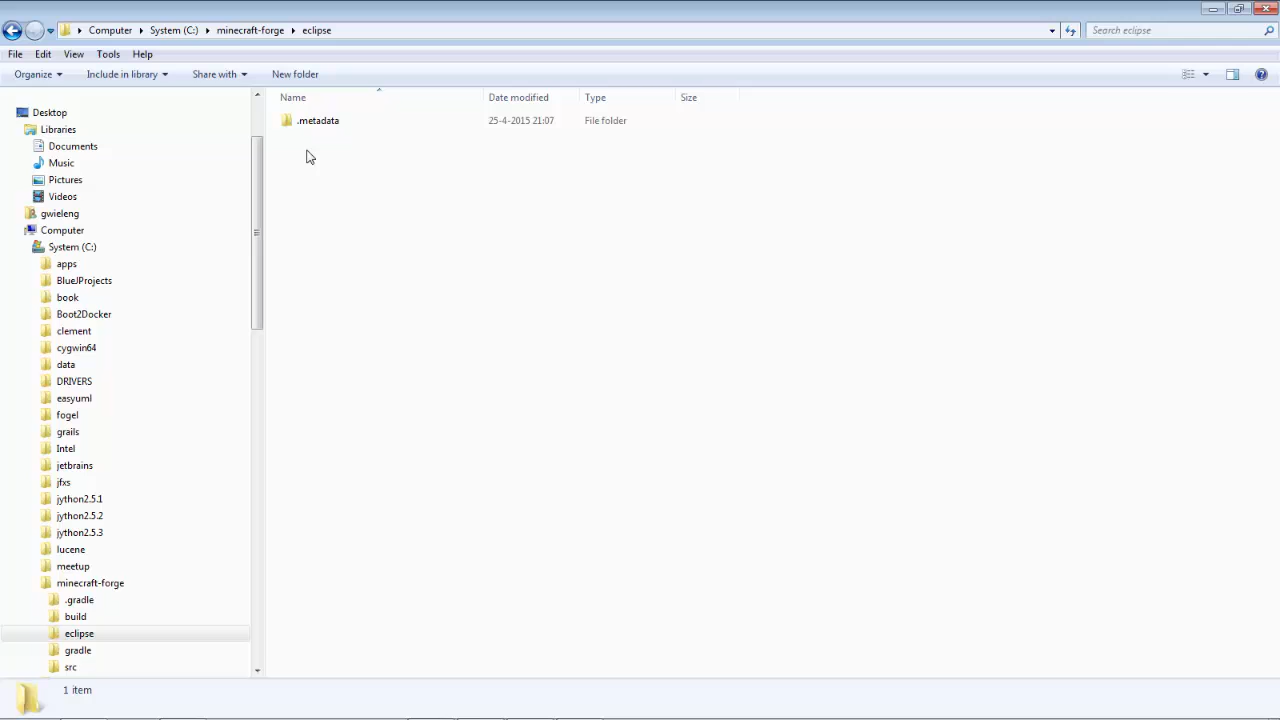 Computer System (C:) minecraft-forge eclipse Search eclipse
File Edit View Tools Help
Organize Include in library Share with New folder
Name Date modified Type Size
.metadata 25-4-2015 21:07 File folder
Desktop
Libraries
Documents
Music
Pictures
Videos
gwieleng
Computer
System (C:)
apps
BlueJProjects
book
Boot2Docker
clement
cygwin64
data
DRIVERS
easyuml
fogel
grails
Intel
jetbrains
jfxs
jython2.5.1
jython2.5.2
jython2.5.3
lucene
meetup
minecraft-forge
.gradle
build
eclipse
gradle
src
1 item